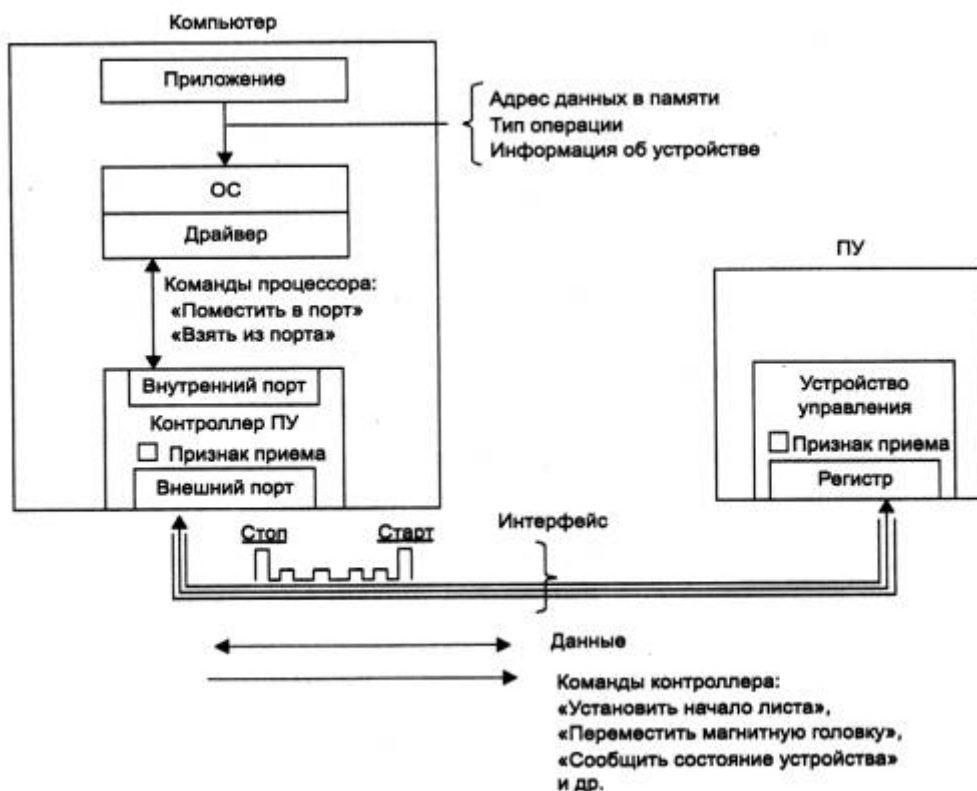 Компьютер
Приложение
Адрес данных в памяти
Тип операции
Информация об устройстве
ОС
Драйвер
ПУ
Команды процессора:
«Поместить в порт»
«Взять из порта»
Внутренний порт
Контроллер ПУ
Признак приема
Внешний порт
Устройство
управления
Признак приема
Регистр
Стоп
Старт
Интерфейс
Данные
Команды контроллера:
«Установить начало листа»,
«Переместить магнитную головку»,
«Сообщить состояние устройства»
и др.